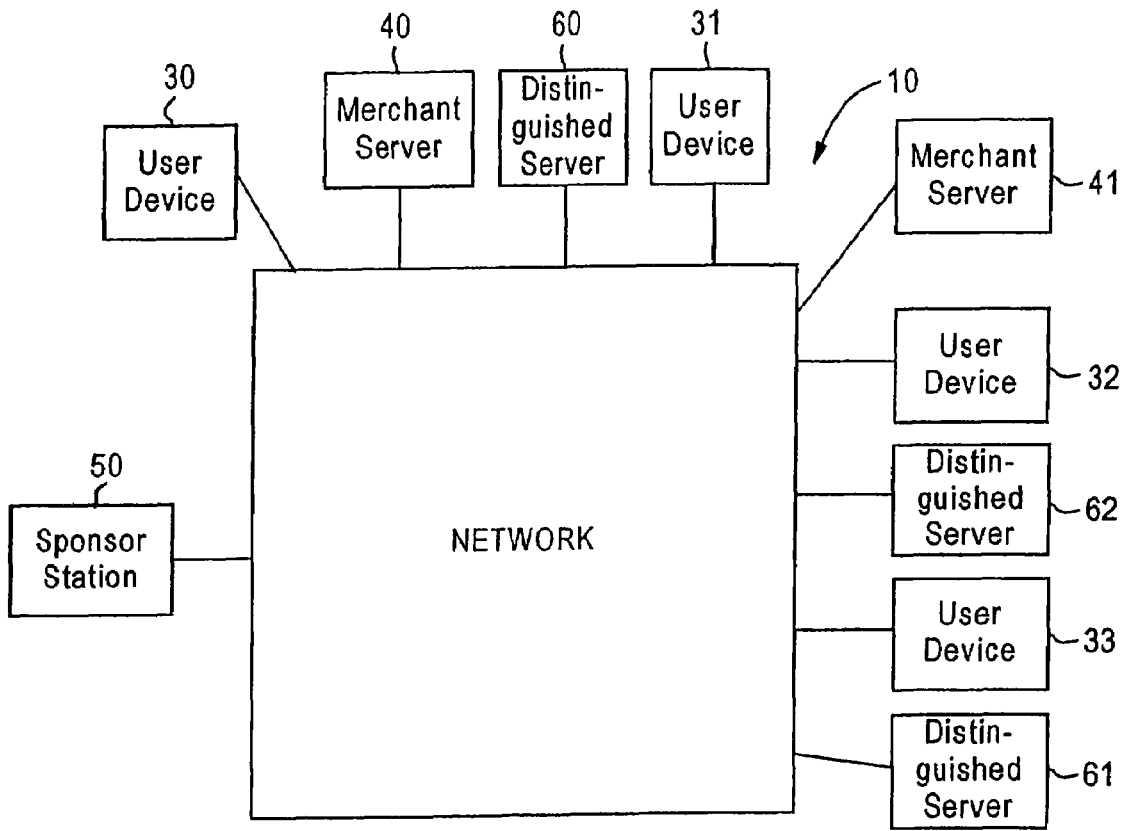 40
60
31
30
10
Merchant
Server
Distin-
guished
Server
User
Device
User
Device
Merchant
Server
41
User
Device
32
50
Distin-
guished
Server
62
Sponsor
Station
NETWORK
User
Device
33
Distin-
guished
Server
61